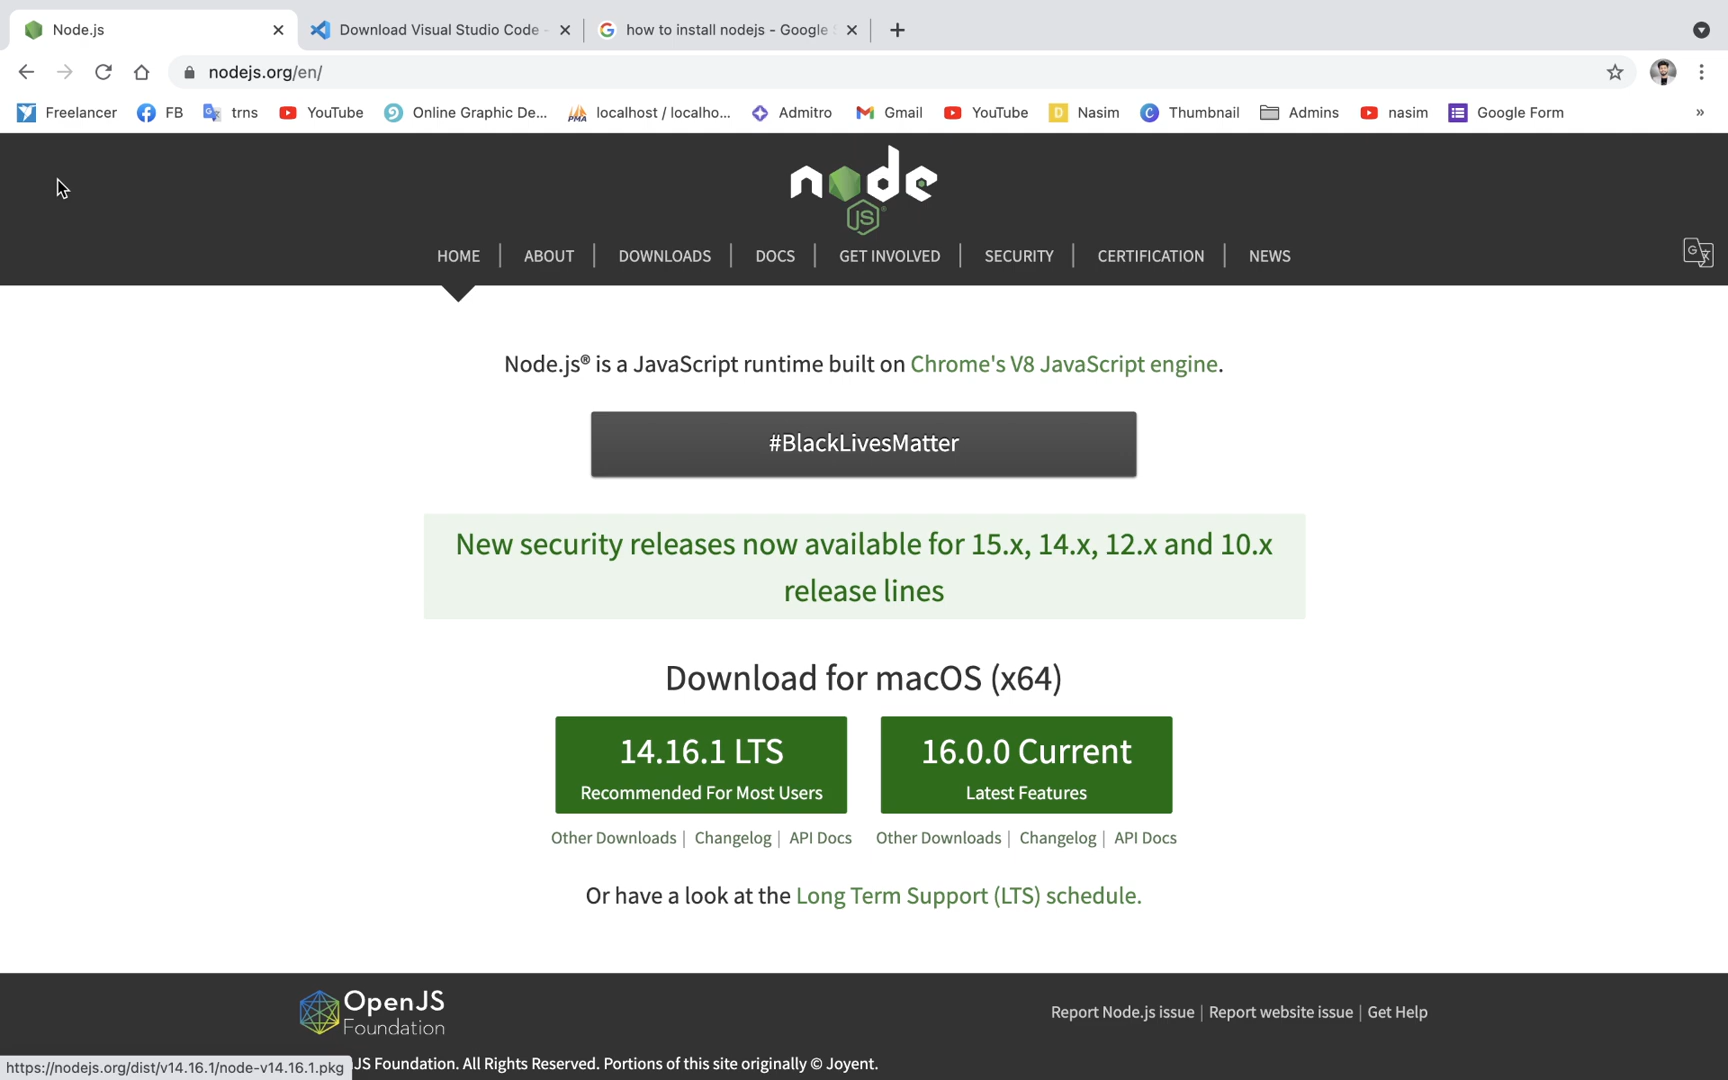 Node.js
Download Visual Studio Code -
how to install nodejs - Google S
nodejs.org/en/
Freelancer
FB
trns
YouTube
Online Graphic De...
localhost / localho...
Admitro
Gmail
YouTube
Nasim
Thumbnail
Admins
nasim
Google Form
»
node
JS
HOME | ABOUT | DOWNLOADS | DOCS | GET INVOLVED | SECURITY | CERTIFICATION | NEWS
Node.js® is a JavaScript runtime built on Chrome's V8 JavaScript engine.
#BlackLivesMatter
New security releases now available for 15.x, 14.x, 12.x and 10.x
release lines
Download for macOS (x64)
14.16.1 LTS
Recommended For Most Users
16.0.0 Current
Latest Features
Other Downloads | Changelog | API Docs
Other Downloads | Changelog | API Docs
Or have a look at the Long Term Support (LTS) schedule.
OpenJS
Foundation
Report Node.js issue | Report website issue | Get Help
https://nodejs.org/dist/v14.16.1/node-v14.16.1.pkg
JS Foundation. All Rights Reserved. Portions of this site originally © Joyent.